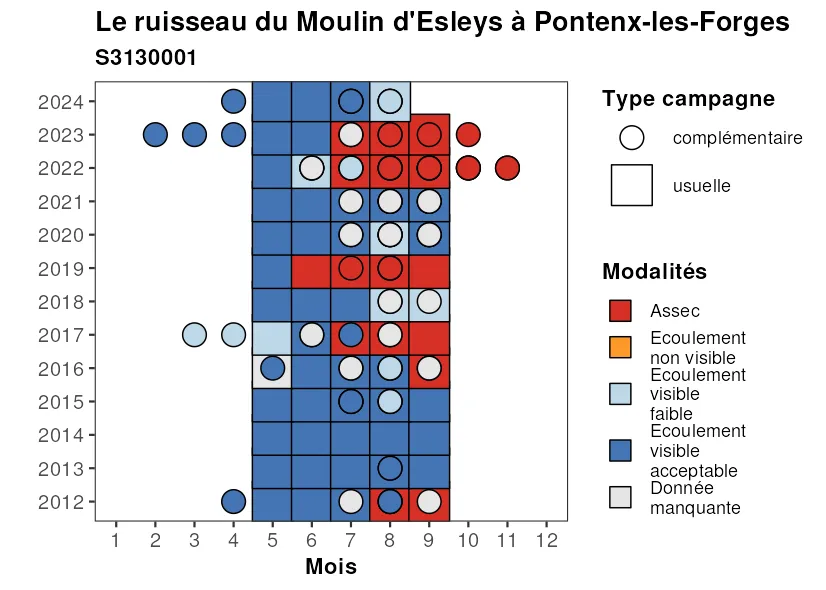 Le ruisseau du Moulin d'Esleys à Pontenx-les-Forges
S3130001
2024
2023
2022
2021
2020
2019
2018
2017
2016
2015
2014
2013
2012
1 2 3 4 5 6 7 8 9 10 11 12
Mois
Type campagne
complémentaire
usuelle
Modalités
Assec
Ecoulement
non visible
Ecoulement
visible
faible
Ecoulement
visible
acceptable
Donnée
manquante